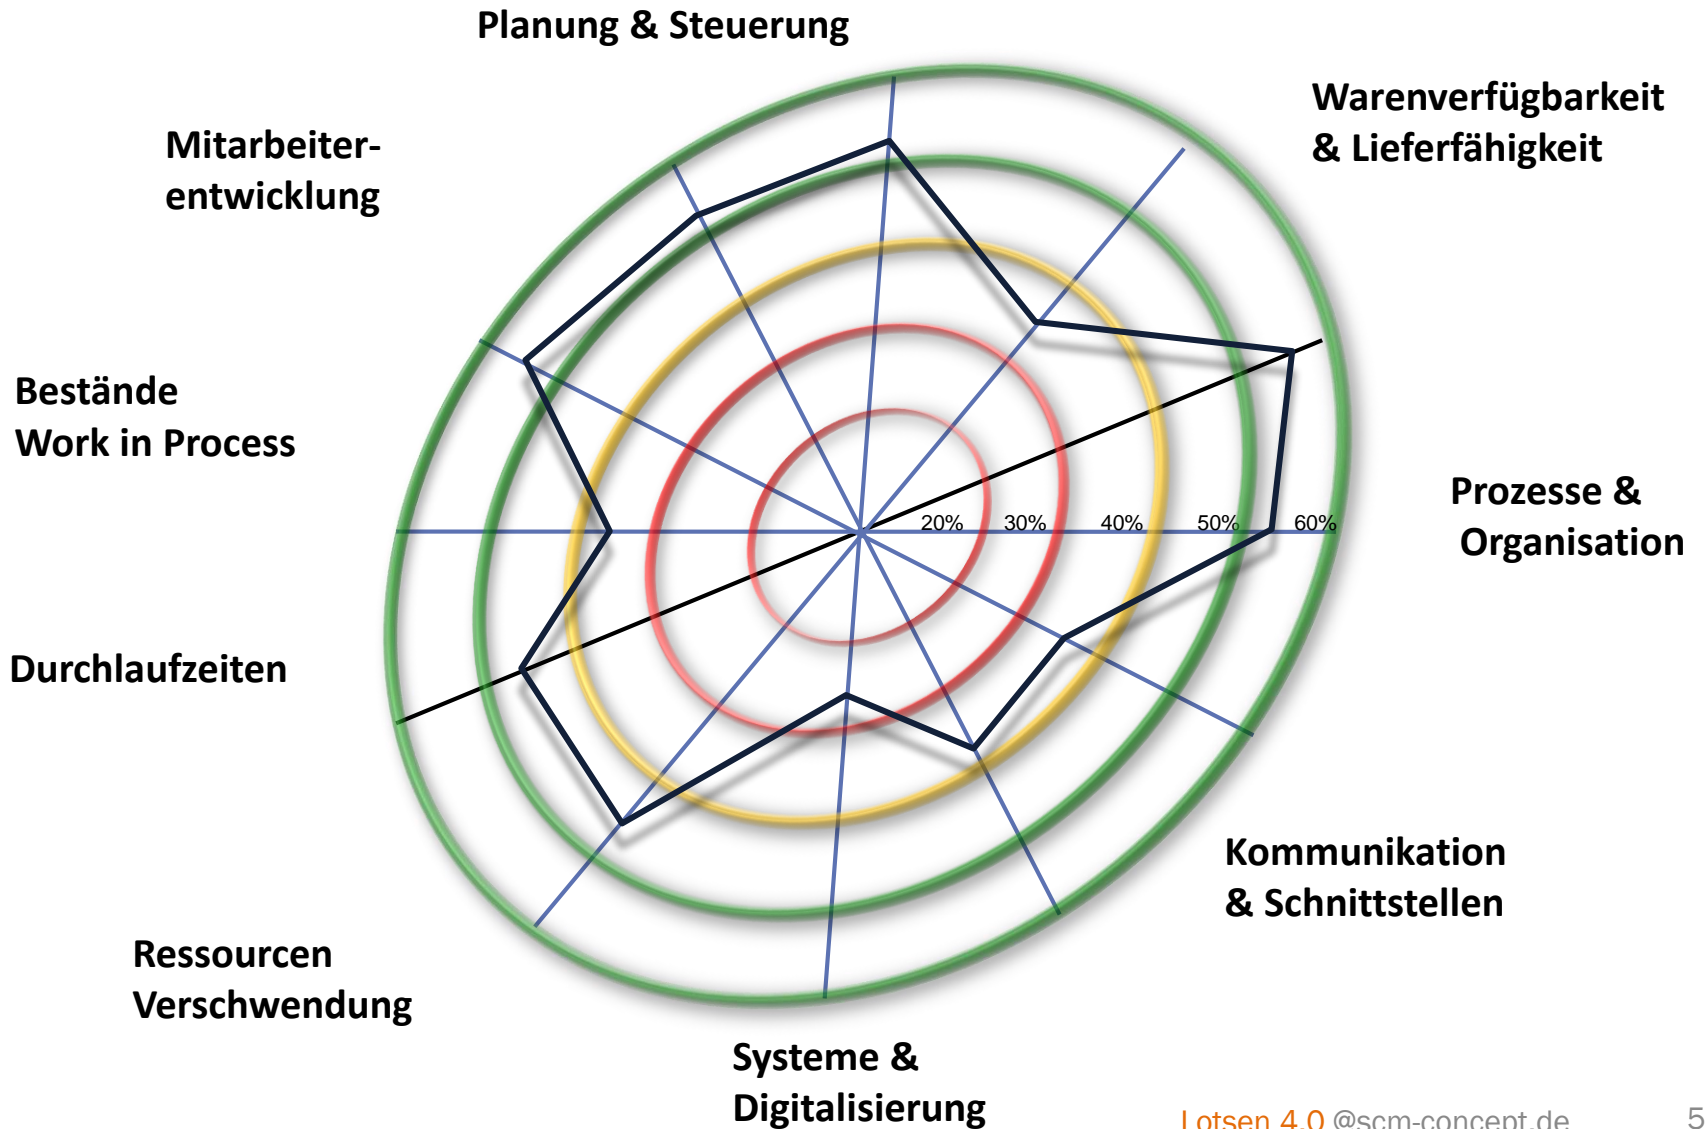 Planung & Steuerung
Warenverfügbarkeit
& Lieferfähigkeit
Mitarbeiter-
entwicklung
Bestände
Work in Process
Prozesse &
Organisation
20% 30% 40% 50% 60%
Durchlaufzeiten
Kommunikation
& Schnittstellen
Ressourcen
Verschwendung
Systeme &
Digitalisierung
Lotsen 4.0 @scm-concept.de 5